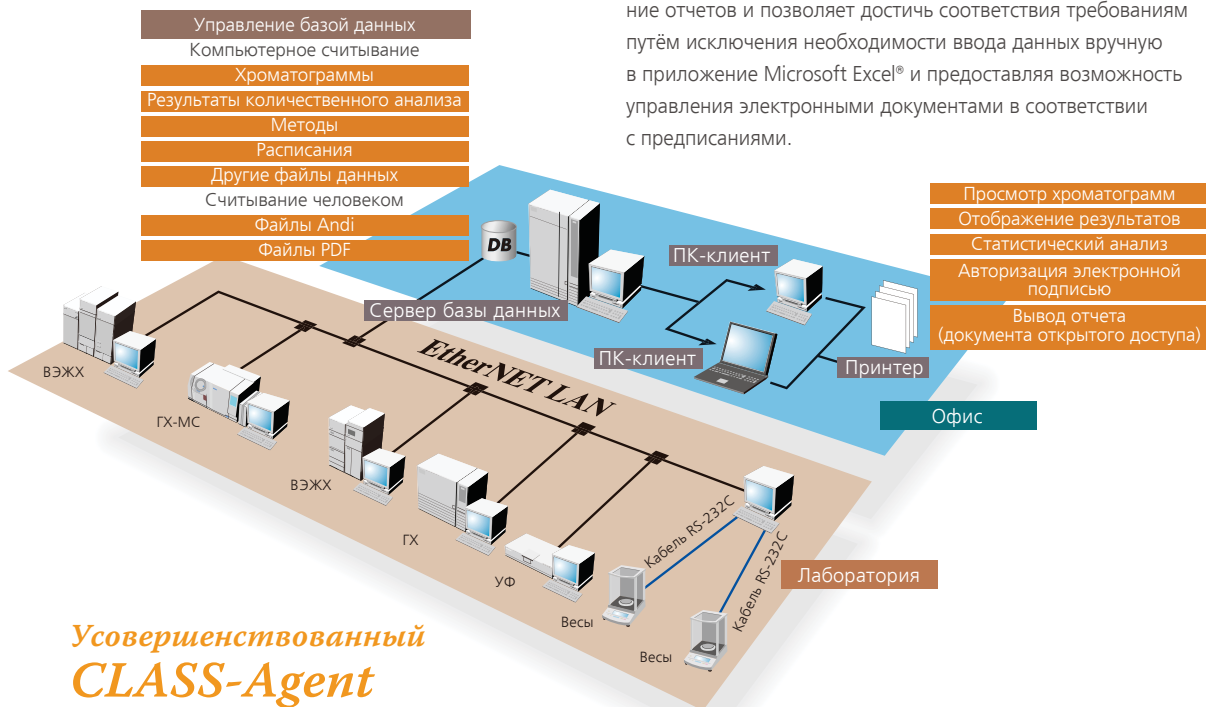 ние отчетов и позволяет достичь соответствия требованиям
путём исключения необходимости ввода данных вручную
в приложение Microsoft Excel® и предоставляя возможность
управления электронными документами в соответствии
с предписаниями.
Управление базой данных
Компьютерное считывание
Хроматограммы
Результаты количественного анализа
Методы
Расписания
Другие файлы данных
Считывание человеком
Файлы Andi
Файлы PDF
Просмотр хроматограмм
Отображение результатов
Статистический анализ
Авторизация электронной
подписью
Вывод отчета
(документа открытого доступа)
DB
ПК-клиент
Сервер базы данных
ПК-клиент
Принтер
Офис
EtherNET LAN
ВЭЖХ
ГХ-МС
ВЭЖХ
ГХ
УФ
Кабель RS-232C
Кабель RS-232C
Весы
Весы
Лаборатория
Усовершенствованный
CLASS-Agent